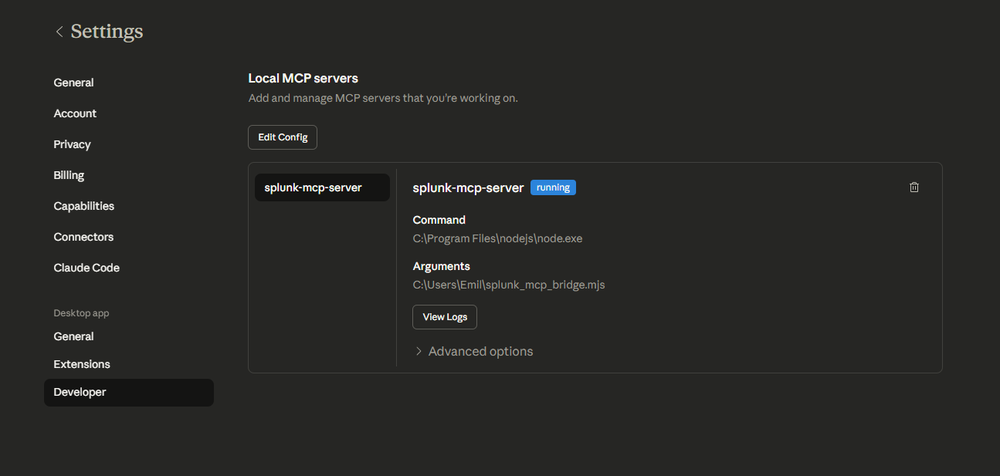 Settings
General
Account
Privacy
Billing
Capabilities
Connectors
Claude Code
Desktop app
General
Extensions
Developer
Local MCP servers
Add and manage MCP servers that you're working on.
Edit Config
splunk-mcp-server
splunk-mcp-server running
Command
C:\Program Files\nodejs\node.exe
Arguments
C:\Users\Emil\splunk_mcp_bridge.mjs
View Logs
Advanced options